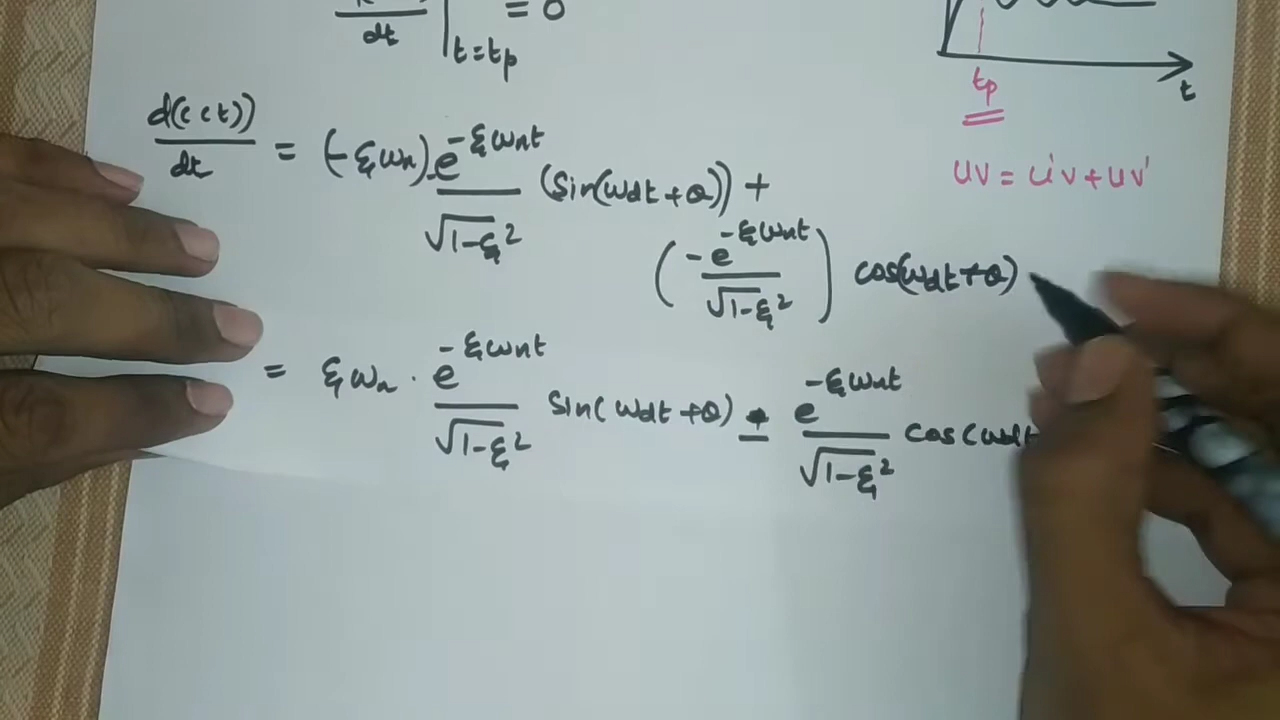 dt | t=tp = 0
tp
t
d(c(t))/dt = (-ξωn) e^-ξωnt/√1-ξ² (sin(ωdt+θ)) +
uv = u'v + uv'
(-e^-ξωnt/√1-ξ²) cos(ωdt+θ)
= ξωn . e^-ξωnt/√1-ξ² sin(ωdt+θ) - e^-ξωnt/√1-ξ² cos(ωdt